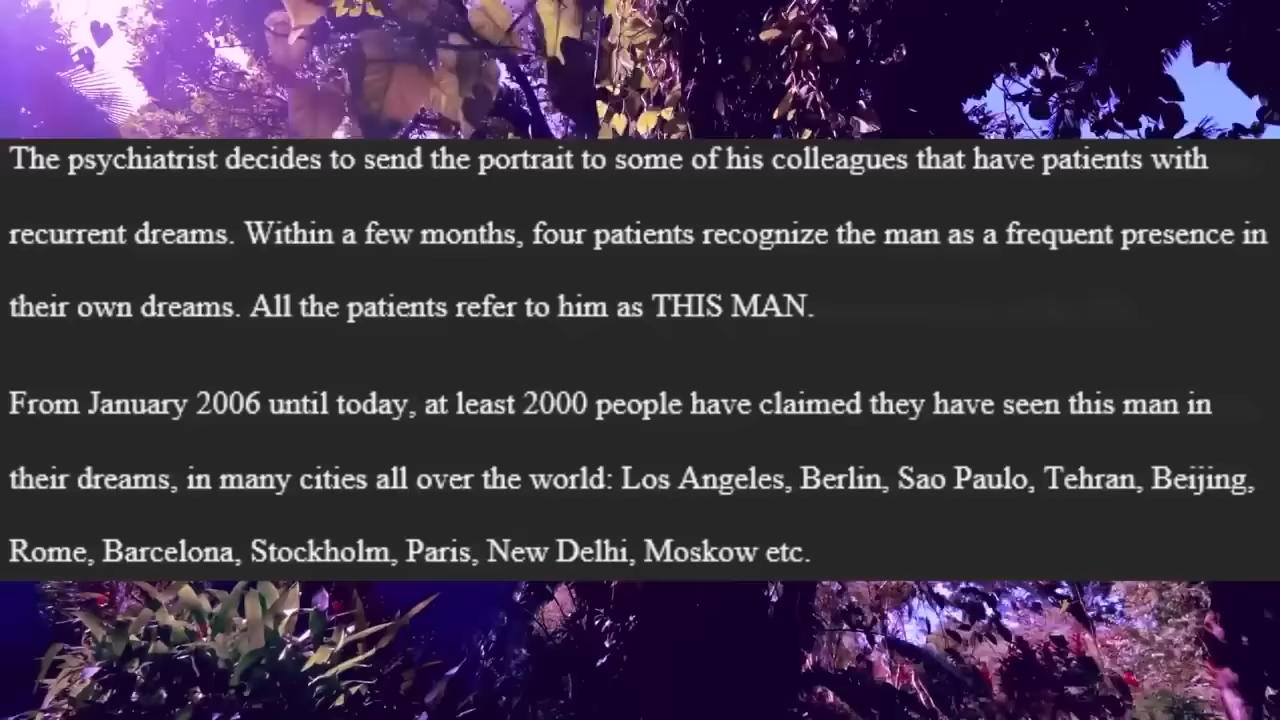 The psychiatrist decides to send the portrait to some of his colleagues that have patients with
recurrent dreams. Within a few months, four patients recognize the man as a frequent presence in
their own dreams. All the patients refer to him as THIS MAN.
From January 2006 until today, at least 2000 people have claimed they have seen this man in
their dreams, in many cities all over the world: Los Angeles, Berlin, Sao Paulo, Tehran, Beijing,
Rome, Barcelona, Stockholm, Paris, New Delhi, Moskow etc.